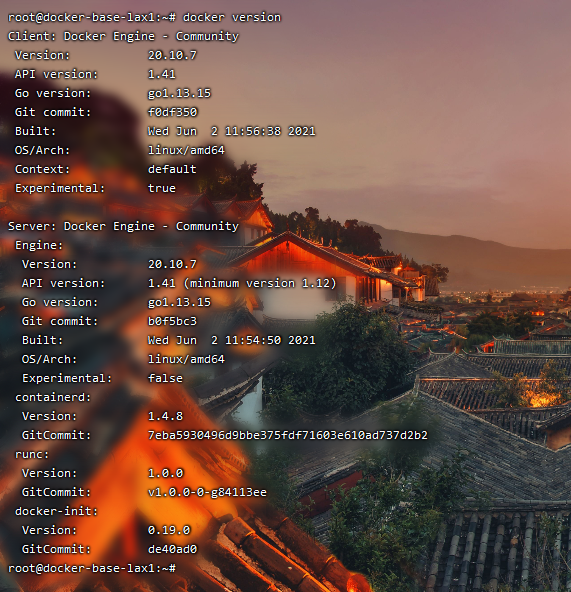 root@docker-base-lax1:~# docker version
Client: Docker Engine - Community
 Version:           20.10.7
 API version:       1.41
 Go version:        go1.13.15
 Git commit:        f0df350
 Built:             Wed Jun  2 11:56:38 2021
 OS/Arch:           linux/amd64
 Context:           default
 Experimental:      true

Server: Docker Engine - Community
 Engine:
  Version:          20.10.7
  API version:      1.41 (minimum version 1.12)
  Go version:       go1.13.15
  Git commit:       b0f5bc3
  Built:            Wed Jun  2 11:54:50 2021
  OS/Arch:          linux/amd64
  Experimental:     false
 containerd:
  Version:          1.4.8
  GitCommit:        7eba5930496d9bbe375fdf71603e610ad737d2b2
 runc:
  Version:          1.0.0
  GitCommit:        v1.0.0-0-g84113ee
 docker-init:
  Version:          0.19.0
  GitCommit:        de40ad0
root@docker-base-lax1:~#